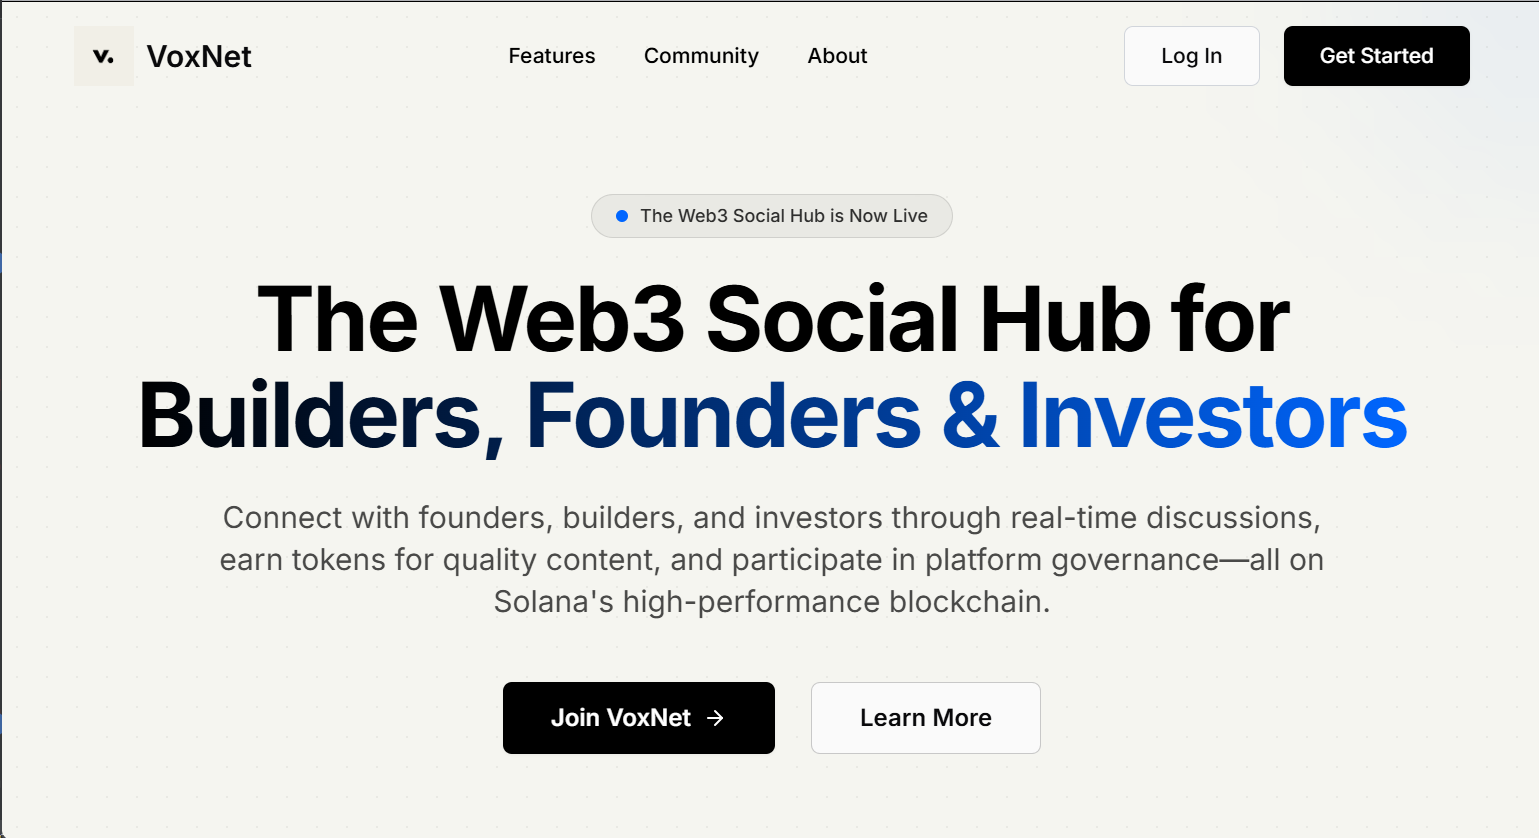 v.
VoxNet
Features
Community
About
Log In
Get Started
The Web3 Social Hub is Now Live
The Web3 Social Hub for
Builders, Founders & Investors
Connect with founders, builders, and investors through real-time discussions,
earn tokens for quality content, and participate in platform governance—all on
Solana's high-performance blockchain.
Join VoxNet →
Learn More